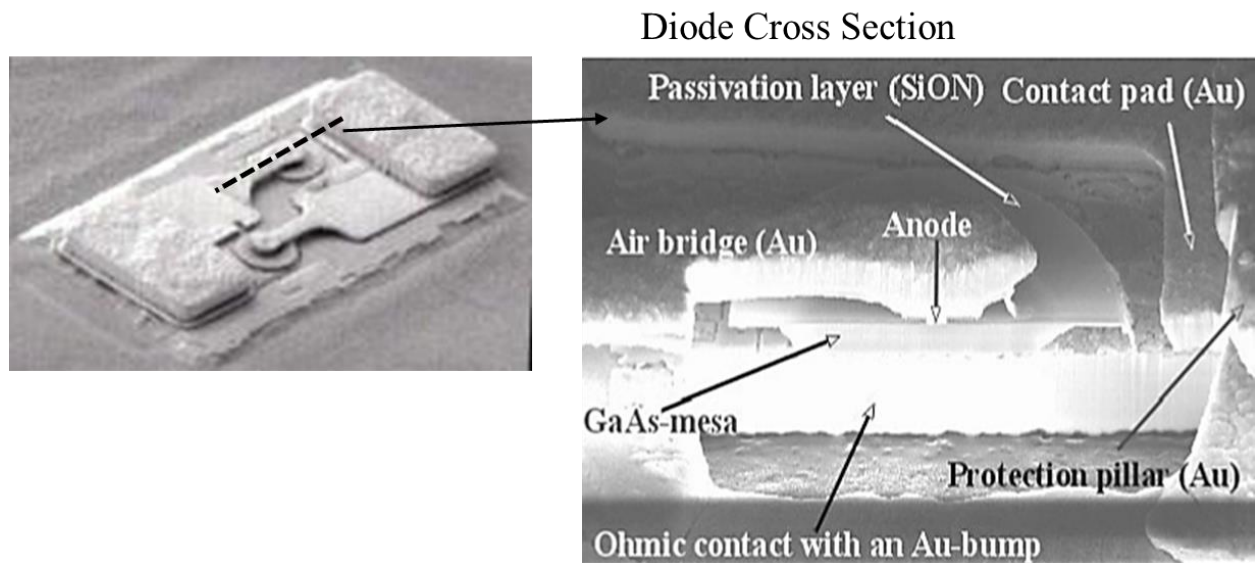 Diode Cross Section
Passivation layer (SiON) Contact pad (Au)
Air bridge (Au)
Anode
GaAs-mesa
Protection pillar (Au)
Ohmic contact with an Au-bump